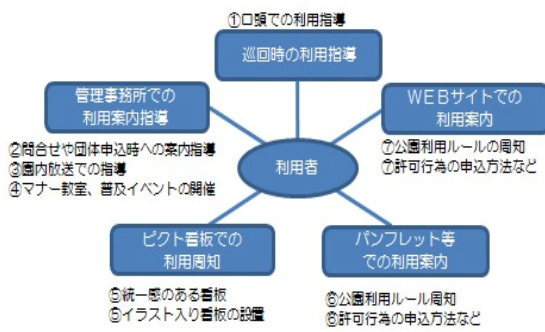 ①口頭での利用指導
巡回時の利用指導
管理事務所での
利用案内指導
②問合せや団体申込時への案内指導
③園内放送での指導
④マナー教室、普及イベントの開催
WEBサイトでの
利用案内
⑦公園利用ルールの周知
⑦許可行為の申込方法など
利用者
ピクト看板での
利用周知
⑤統一感のある看板
⑤イラスト入り看板の設置
パンフレット等
での利用案内
⑥公園利用ルール周知
⑥許可行為の申込方法など